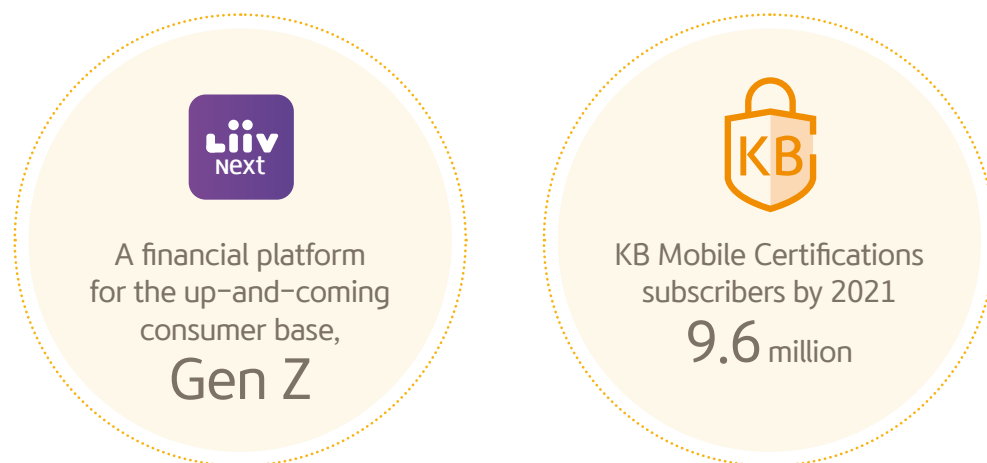 Liiv
Next
A financial platform
for the up-and-coming
consumer base,
Gen Z
KB
KB Mobile Certifications
subscribers by 2021
9.6 million